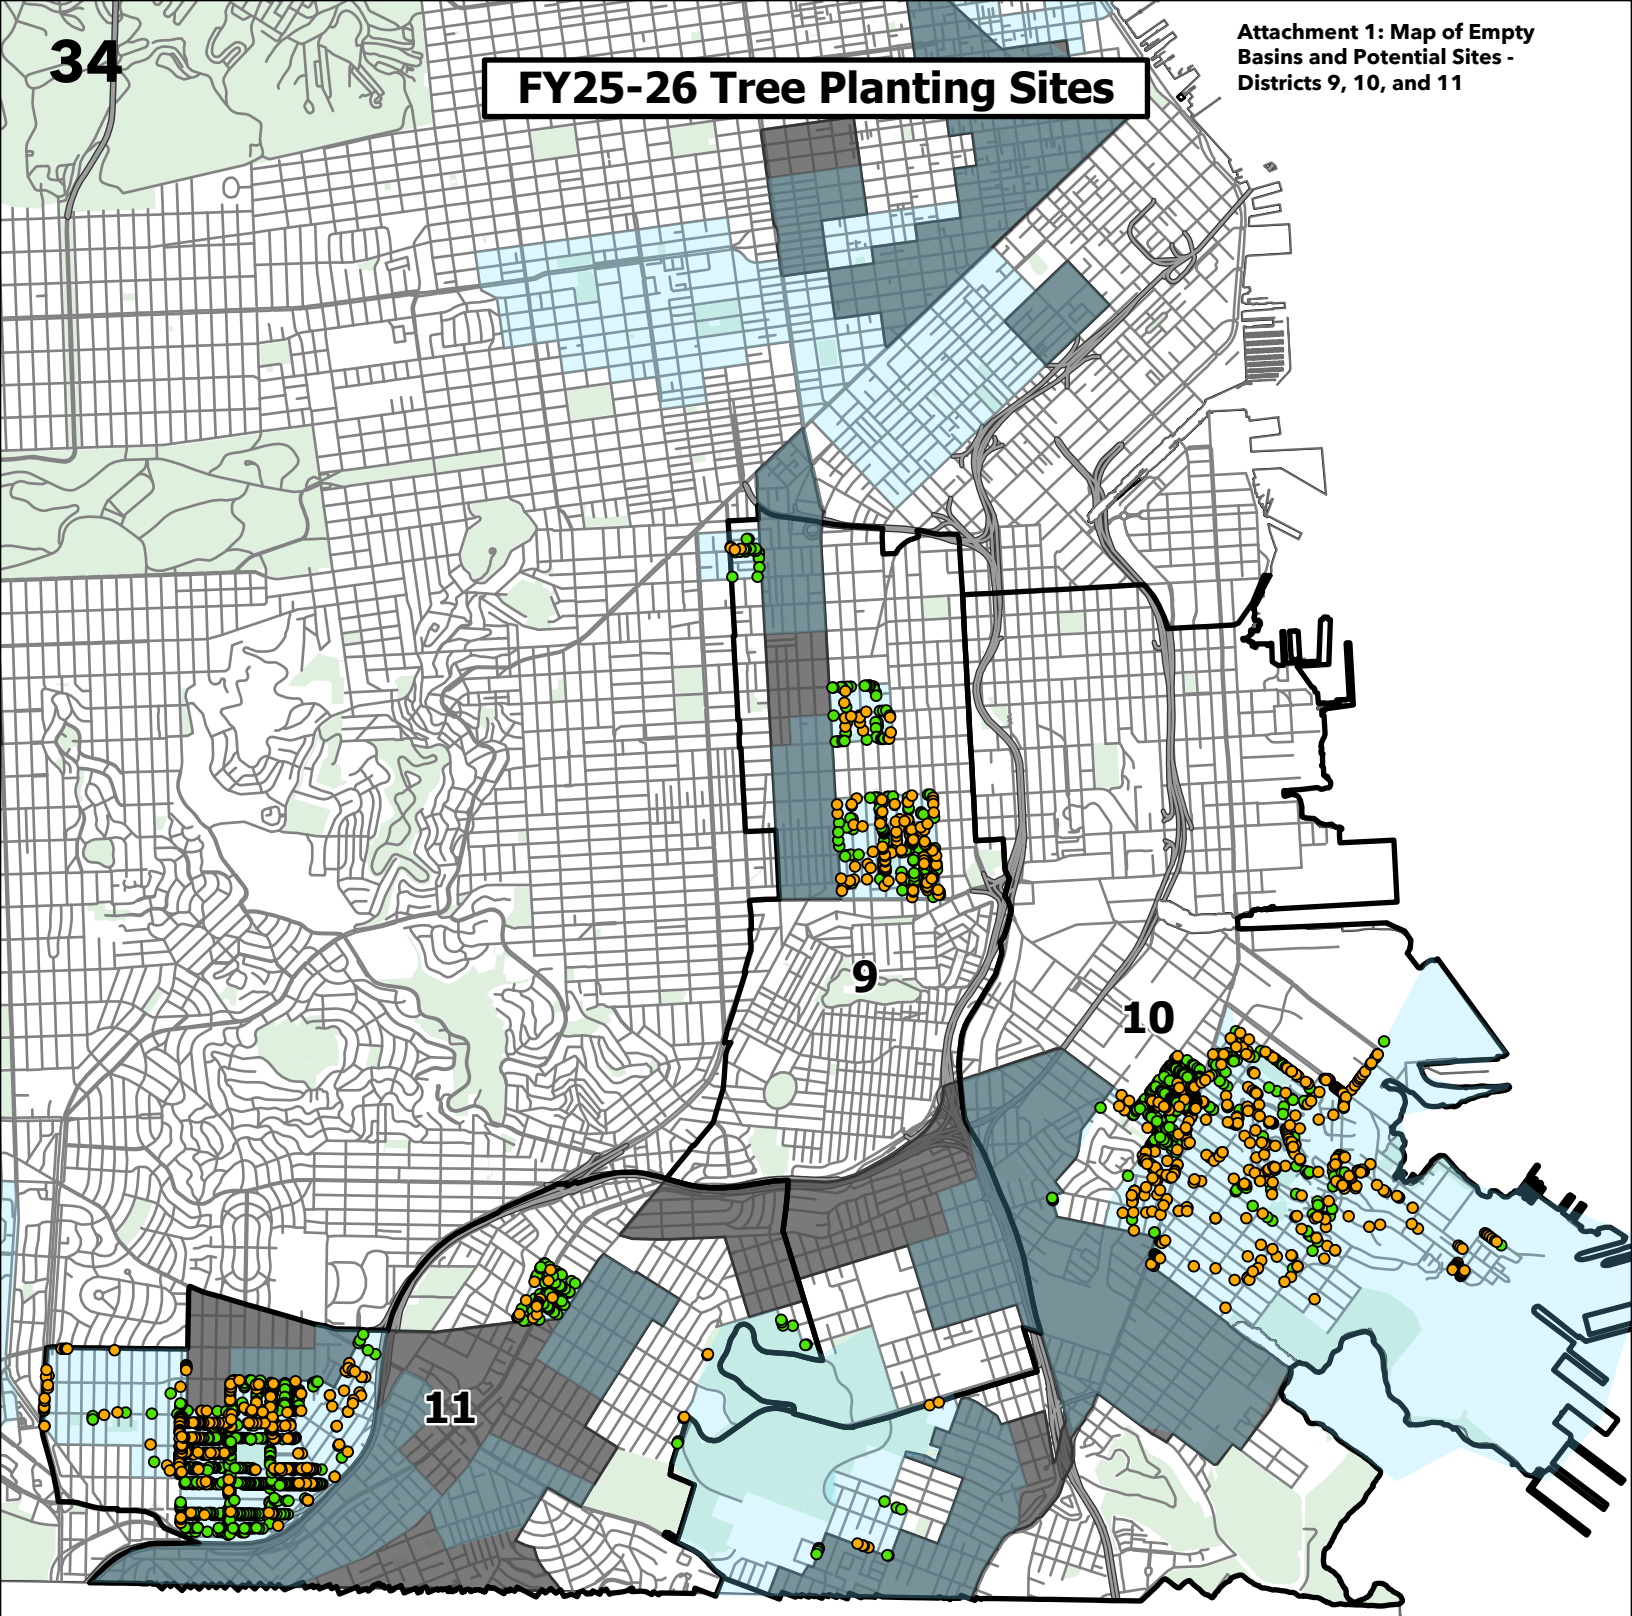 34
FY25-26 Tree Planting Sites
Attachment 1: Map of Empty
Basins and Potential Sites -
Districts 9, 10, and 11
9
10
11